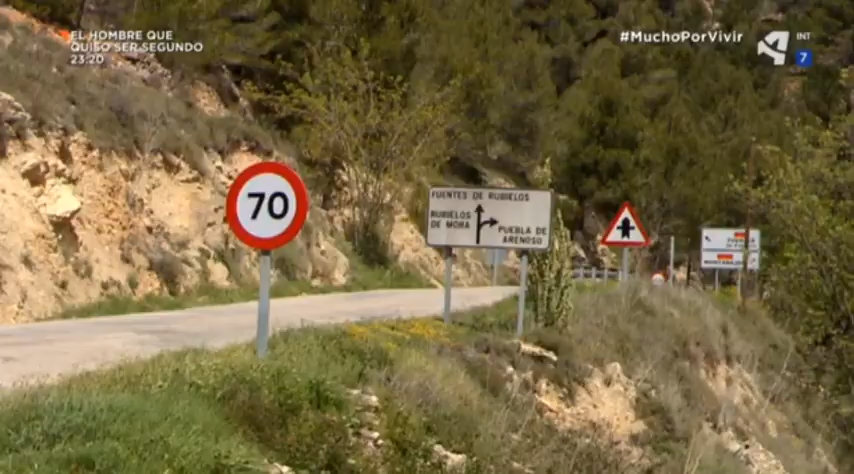 EL HOMBRE QUE
QUISO SER SEGUNDO
23:20
#MuchoPorVivir
INT
7
70
FUENTES DE RUBIELOS
RUBIELOS
DE MORA
PUEBLA DE
ARENOSO